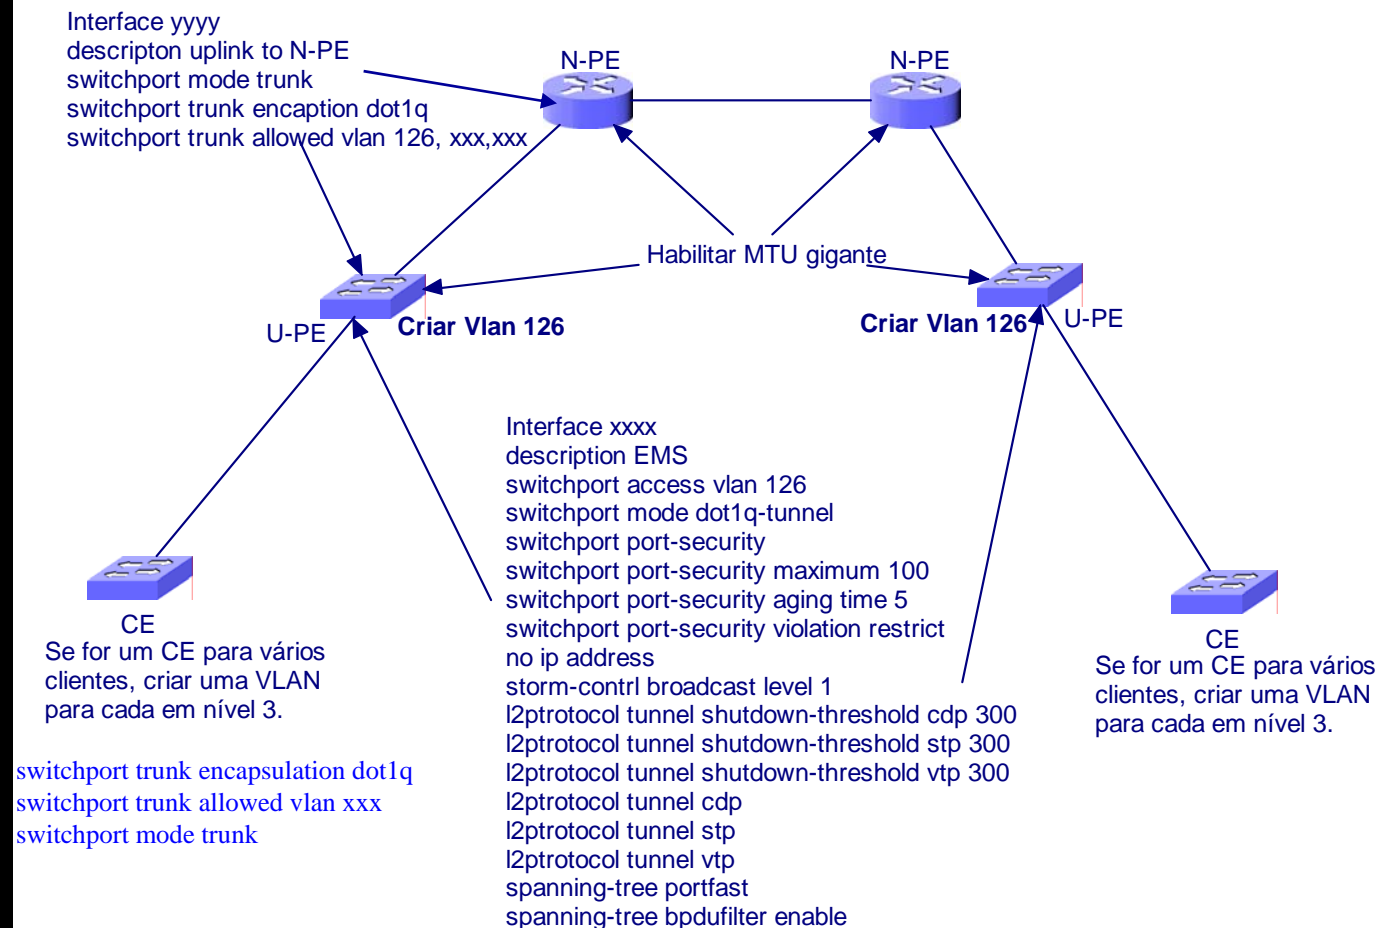 Interface yyyy
descripton uplink to N-PE
switchport mode trunk
switchport trunk encaption dot1q
switchport trunk allowed vlan 126, xxx,xxx
N-PE
N-PE
Habilitar MTU gigante
U-PE
Criar Vlan 126
Criar Vlan 126
U-PE
Interface xxxx
description EMS
switchport access vlan 126
switchport mode dot1q-tunnel
switchport port-security
switchport port-security maximum 100
switchport port-security aging time 5
switchport port-security violation restrict
no ip address
storm-contrl broadcast level 1
l2ptrotocol tunnel shutdown-threshold cdp 300
l2ptrotocol tunnel shutdown-threshold stp 300
l2ptrotocol tunnel shutdown-threshold vtp 300
l2ptrotocol tunnel cdp
l2ptrotocol tunnel stp
l2ptrotocol tunnel vtp
spanning-tree portfast
spanning-tree bpdufilter enable
CE
Se for um CE para vários
clientes, criar uma VLAN
para cada em nível 3.
switchport trunk encapsulation dot1q
switchport trunk allowed vlan xxx
switchport mode trunk
CE
Se for um CE para vários
clientes, criar uma VLAN
para cada em nível 3.